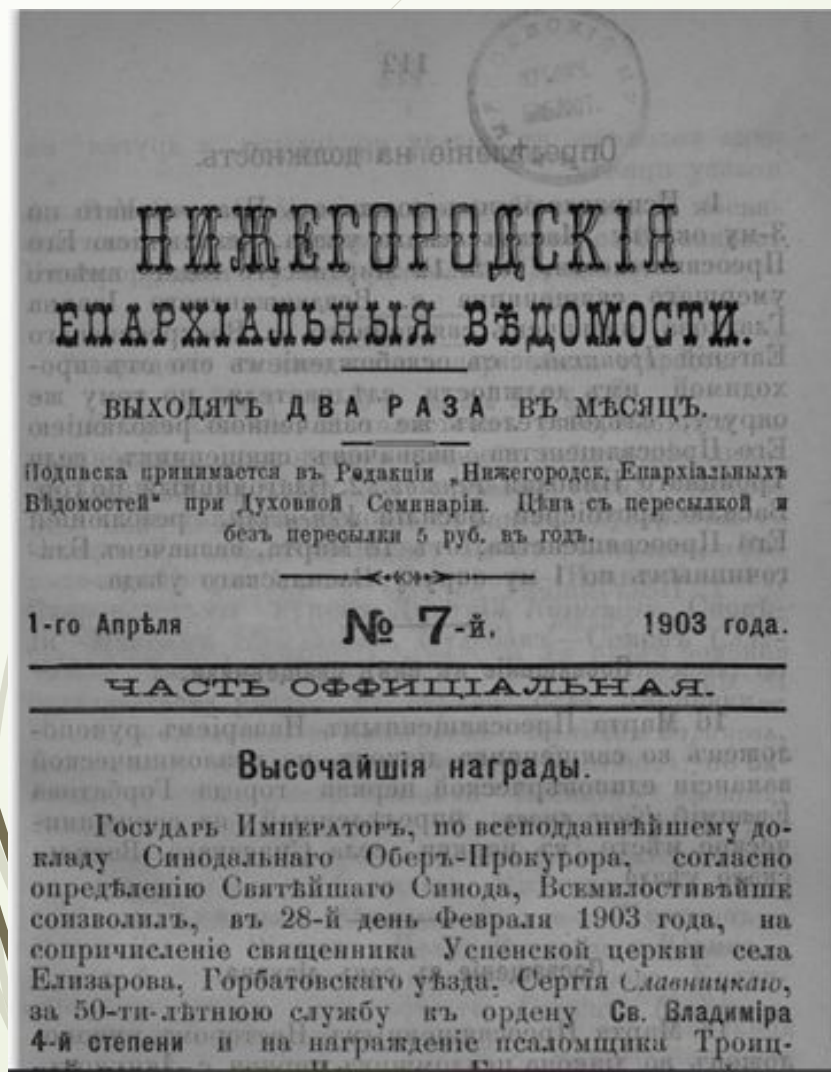 НИЖЕГОРОДСКІЯ
ЕПАРХІАЛЬНЫЯ ВѢДОМОСТИ.
ВЫХОДЯТЪ ДВА РАЗА ВЪ МѢСЯЦЪ.
Подписка принимается въ Редакціи „Нижегородск. Епархіальныхъ
Вѣдомостей“ при Духовной Семинаріи. Цѣна съ пересылкой и
безъ пересылки 5 руб. въ годъ.
1-го Апрѣля № 7-й. 1903 года.
ЧАСТЬ ОФФИЦІАЛЬНАЯ.
Высочайшія награды.
Государь Императоръ, по всеподданнѣйшему до-
кладу Синодальнаго Оберъ-Прокурора, согласно
опредѣленію Святѣйшаго Синода, Всемилостивѣйше
соизволилъ, въ 28-й день Февраля 1903 года, на
сопричисленіе священника Успенской церкви села
Елизарова, Горбатовскаго уѣзда, Сергія Славницкаго,
за 50-ти-лѣтнюю службу къ ордену Св. Владиміра
4-й степени и на награжденіе псаломщика Троиц-